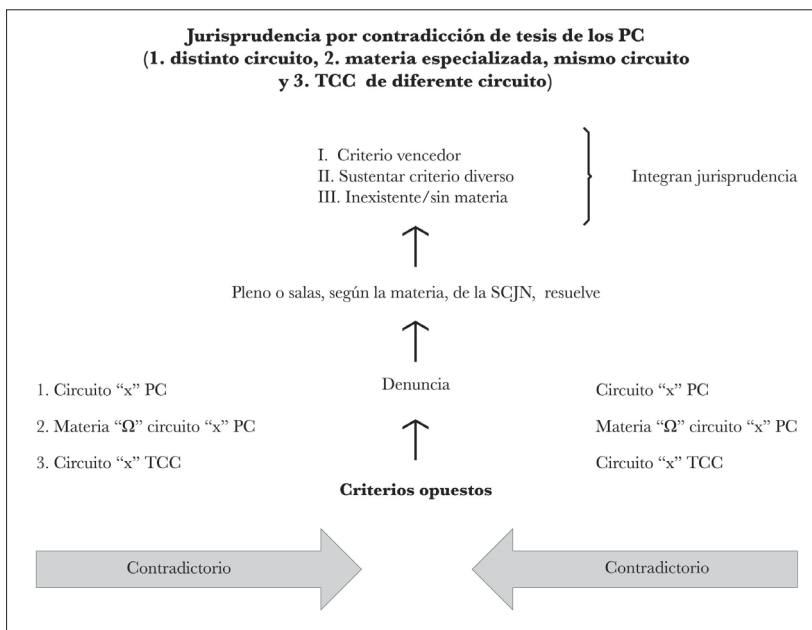 Jurisprudencia por contradicción de tesis de los PC
(1. distinto circuito, 2. materia especializada, mismo circuito
y 3. TCC de diferente circuito)
I. Criterio vencedor
II. Sustentar criterio diverso
III. Inexistente/sin materia
Integran jurisprudencia
Pleno o salas, según la materia, de la SCJN, resuelve
Denuncia
1. Circuito “x” PC
2. Materia “Ω” circuito “x” PC
3. Circuito “x” TCC
Circuito “x” PC
Materia “Ω” circuito “x” PC
Circuito “x” TCC
Criterios opuestos
Contradictorio
Contradictorio